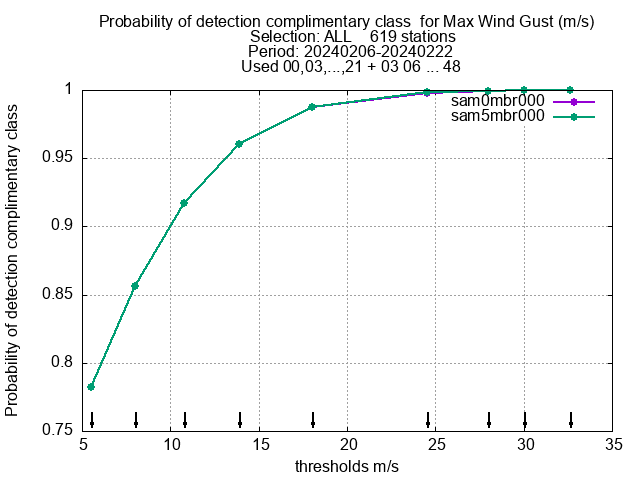 Probability of detection complimentary class  for Max Wind Gust (m/s)
Selection: ALL    619 stations
Period: 20240206-20240222
Used 00,03,...,21 + 03 06 ... 48
sam0mbr000
sam5mbr000
Probability of detection complimentary class
1
0.95
0.9
0.85
0.8
0.75
5 10 15 20 25 30 35
thresholds m/s